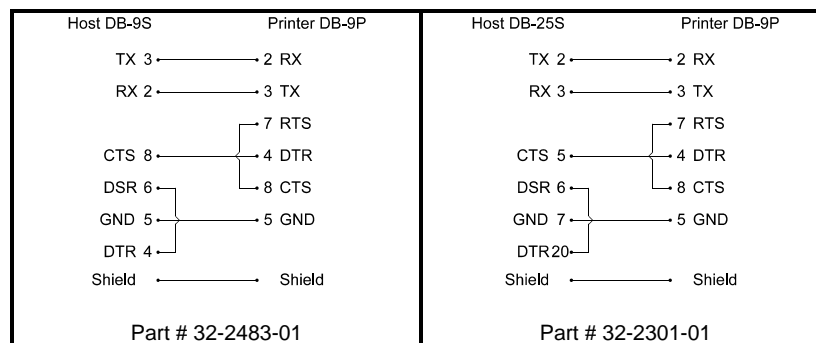 Host DB-9S Printer DB-9P
TX 3 2 RX
RX 2 3 TX
7 RTS
CTS 8 4 DTR
DSR 6 8 CTS
GND 5 5 GND
DTR 4
Shield Shield
Part # 32-2483-01
Host DB-25S Printer DB-9P
TX 2 2 RX
RX 3 3 TX
7 RTS
CTS 5 4 DTR
DSR 6 8 CTS
GND 7 5 GND
DTR 20
Shield Shield
Part # 32-2301-01